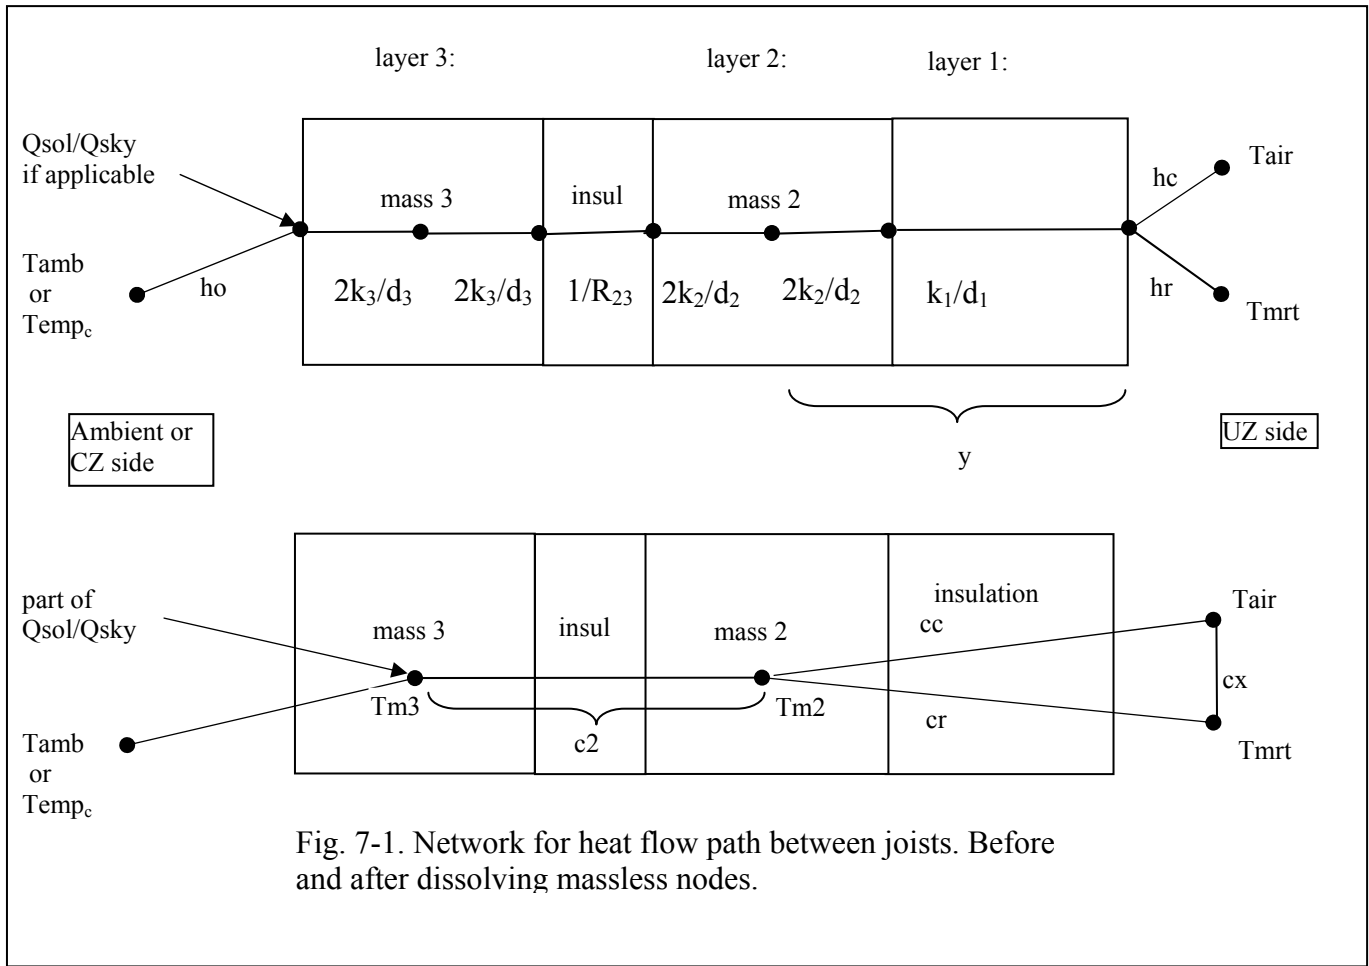 layer 3:
layer 2:
layer 1:
Qsol/Qsky
if applicable
mass 3
insul
mass 2
hc
Tair
Tamb
or
Temp_c
ho
2k₃/d₃
2k₃/d₃
1/R₂₃
2k₂/d₂
2k₂/d₂
k₁/d₁
hr
Tmrt
Ambient or
CZ side
y
UZ side
part of
Qsol/Qsky
mass 3
insul
mass 2
insulation
cc
Tair
Tm3
c2
Tm2
cr
cx
Tmrt
Tamb
or
Temp_c
Fig. 7-1. Network for heat flow path between joists. Before
and after dissolving massless nodes.